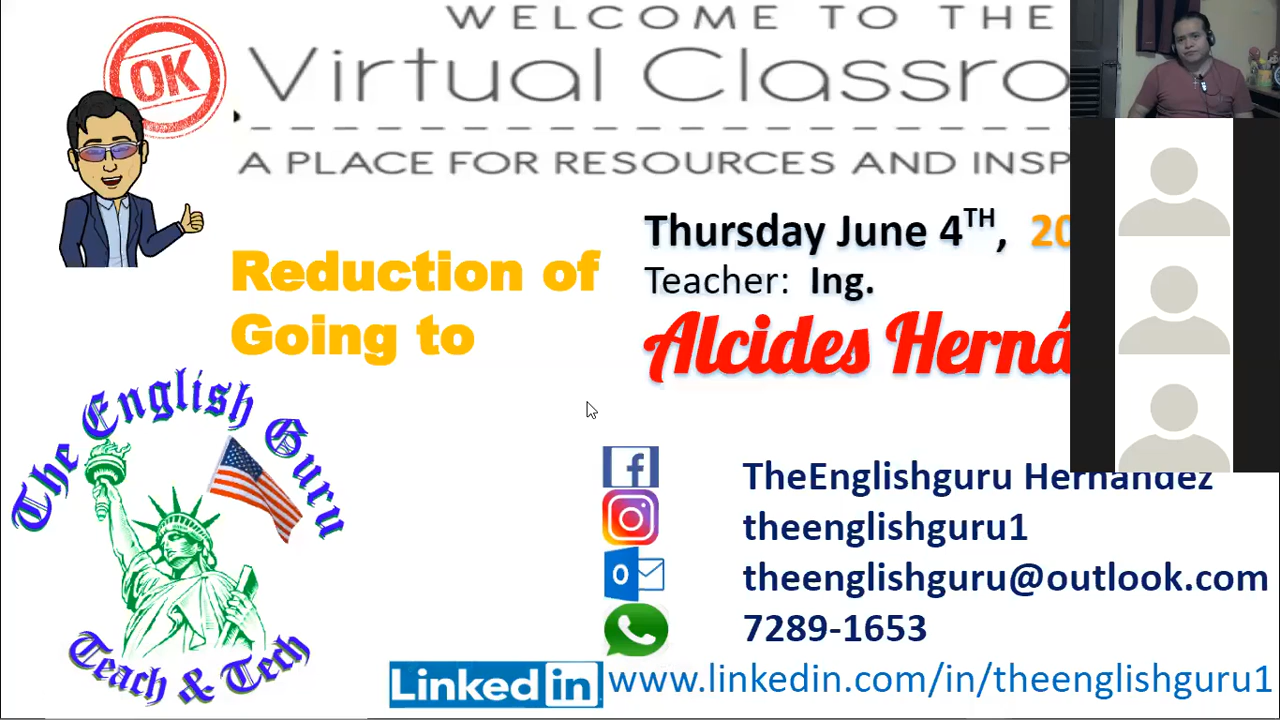 WELCOME TO THE
OK
Virtual Classro
A PLACE FOR RESOURCES AND INSP
Thursday June 4TH, 20
Teacher: Ing.
Reduction of
Going to
Alcides Herná
The English Guru
Teach & Tech
TheEnglishguru Hernandez
theenglishguru1
theenglishguru@outlook.com
7289-1653
Linked in www.linkedin.com/in/theenglishguru1